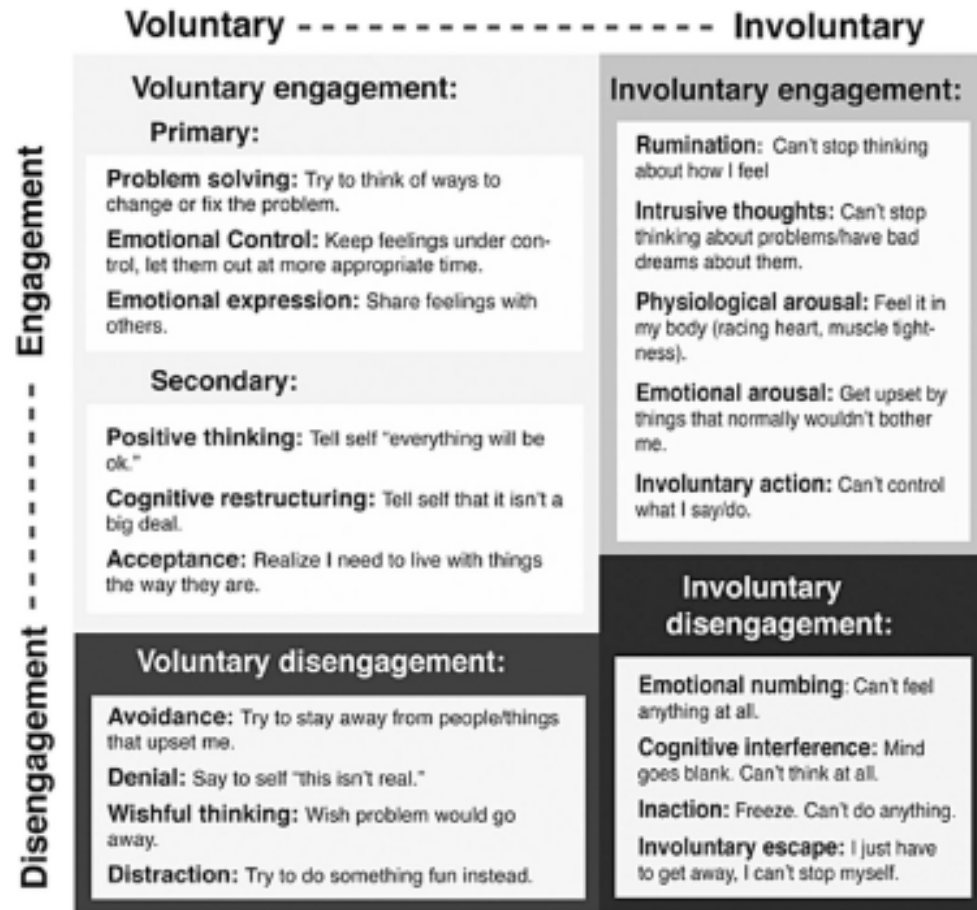 Voluntary - - - - - - - - - - - - - - - - - Involuntary
Engagement - - - - - - - - Disengagement
Voluntary engagement:
Primary:
Problem solving: Try to think of ways to
change or fix the problem.
Emotional Control: Keep feelings under con-
trol, let them out at more appropriate time.
Emotional expression: Share feelings with
others.
Secondary:
Positive thinking: Tell self “everything will be
ok.”
Cognitive restructuring: Tell self that it isn't a
big deal.
Acceptance: Realize I need to live with things
the way they are.
Involuntary engagement:
Rumination: Can't stop thinking
about how I feel
Intrusive thoughts: Can't stop
thinking about problems/have bad
dreams about them.
Physiological arousal: Feel it in
my body (racing heart, muscle tight-
ness).
Emotional arousal: Get upset by
things that normally wouldn't bother
me.
Involuntary action: Can't control
what I say/do.
Voluntary disengagement:
Avoidance: Try to stay away from people/things
that upset me.
Denial: Say to self “this isn't real.”
Wishful thinking: Wish problem would go
away.
Distraction: Try to do something fun instead.
Involuntary
disengagement:
Emotional numbing: Can't feel
anything at all.
Cognitive interference: Mind
goes blank. Can't think at all.
Inaction: Freeze. Can't do anything.
Involuntary escape: I just have
to get away, I can't stop myself.